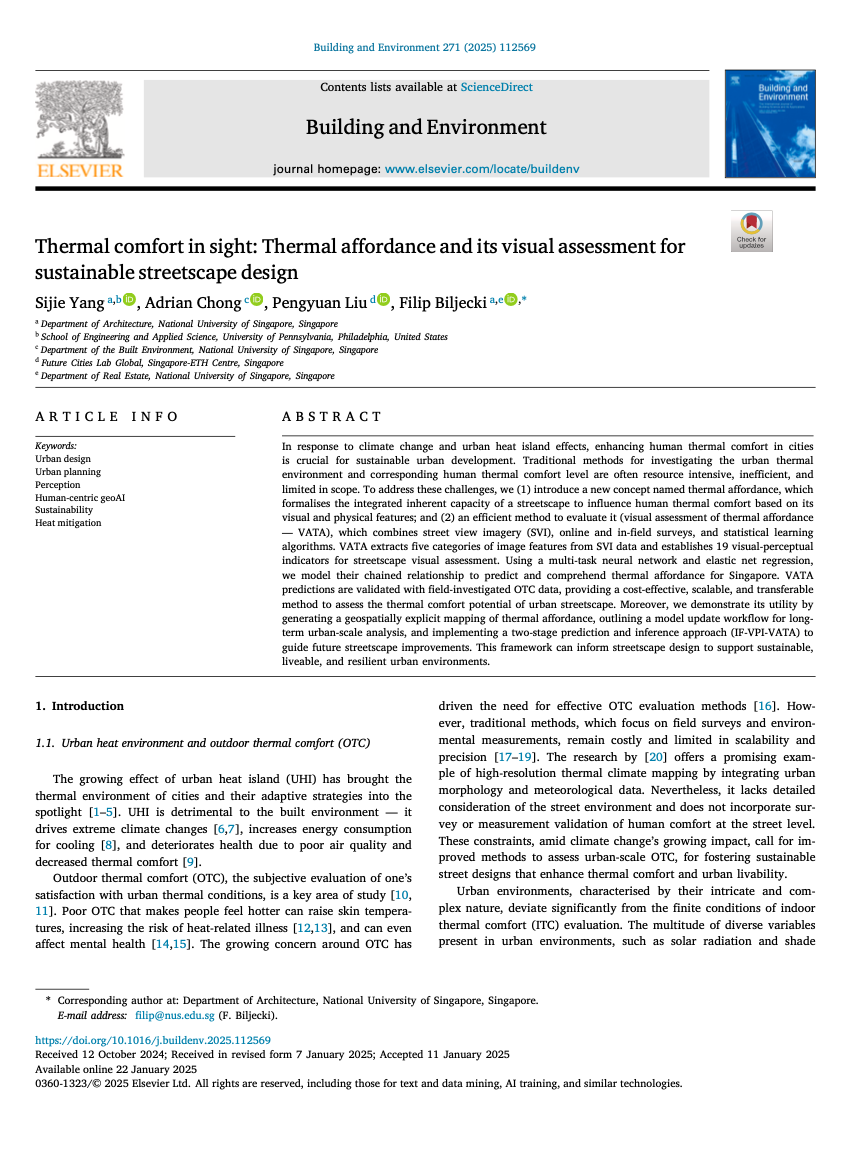 Building and Environment 271 (2025) 112569
Contents lists available at ScienceDirect
Building and Environment
journal homepage: www.elsevier.com/locate/buildenv
ELSEVIER
Building and
Environment
Check for
updates
Thermal comfort in sight: Thermal affordance and its visual assessment for
sustainable streetscape design
Sijie Yang a,b, Adrian Chong c, Pengyuan Liu d, Filip Biljecki a,e,*
a Department of Architecture, National University of Singapore, Singapore
b School of Engineering and Applied Science, University of Pennsylvania, Philadelphia, United States
c Department of the Built Environment, National University of Singapore, Singapore
d Future Cities Lab Global, Singapore-ETH Centre, Singapore
e Department of Real Estate, National University of Singapore, Singapore
ARTICLE INFO
Keywords:
Urban design
Urban planning
Perception
Human-centric geoAI
Sustainability
Heat mitigation
ABSTRACT
In response to climate change and urban heat island effects, enhancing human thermal comfort in cities
is crucial for sustainable urban development. Traditional methods for investigating the urban thermal
environment and corresponding human thermal comfort level are often resource intensive, inefficient, and
limited in scope. To address these challenges, we (1) introduce a new concept named thermal affordance, which
formalises the integrated inherent capacity of a streetscape to influence human thermal comfort based on its
visual and physical features; and (2) an efficient method to evaluate it (visual assessment of thermal affordance
— VATA), which combines street view imagery (SVI), online and in-field surveys, and statistical learning
algorithms. VATA extracts five categories of image features from SVI data and establishes 19 visual-perceptual
indicators for streetscape visual assessment. Using a multi-task neural network and elastic net regression,
we model their chained relationship to predict and comprehend thermal affordance for Singapore. VATA
predictions are validated with field-investigated OTC data, providing a cost-effective, scalable, and transferable
method to assess the thermal comfort potential of urban streetscape. Moreover, we demonstrate its utility by
generating a geospatially explicit mapping of thermal affordance, outlining a model update workflow for long-
term urban-scale analysis, and implementing a two-stage prediction and inference approach (IF-VPI-VATA) to
guide future streetscape improvements. This framework can inform streetscape design to support sustainable,
liveable, and resilient urban environments.
1. Introduction
1.1. Urban heat environment and outdoor thermal comfort (OTC)
The growing effect of urban heat island (UHI) has brought the
thermal environment of cities and their adaptive strategies into the
spotlight [1–5]. UHI is detrimental to the built environment — it
drives extreme climate changes [6,7], increases energy consumption
for cooling [8], and deteriorates health due to poor air quality and
decreased thermal comfort [9].
Outdoor thermal comfort (OTC), the subjective evaluation of one's
satisfaction with urban thermal conditions, is a key area of study [10,
11]. Poor OTC that makes people feel hotter can raise skin tempera-
tures, increasing the risk of heat-related illness [12,13], and can even
affect mental health [14,15]. The growing concern around OTC has
driven the need for effective OTC evaluation methods [16]. How-
ever, traditional methods, which focus on field surveys and environ-
mental measurements, remain costly and limited in scalability and
precision [17–19]. The research by [20] offers a promising exam-
ple of high-resolution thermal climate mapping by integrating urban
morphology and meteorological data. Nevertheless, it lacks detailed
consideration of the street environment and does not incorporate sur-
vey or measurement validation of human comfort at the street level.
These constraints, amid climate change's growing impact, call for im-
proved methods to assess urban-scale OTC, for fostering sustainable
street designs that enhance thermal comfort and urban livability.
Urban environments, characterised by their intricate and com-
plex nature, deviate significantly from the finite conditions of indoor
thermal comfort (ITC) evaluation. The multitude of diverse variables
present in urban environments, such as solar radiation and shade
* Corresponding author at: Department of Architecture, National University of Singapore, Singapore.
E-mail address: filip@nus.edu.sg (F. Biljecki).
https://doi.org/10.1016/j.buildenv.2025.112569
Received 12 October 2024; Received in revised form 7 January 2025; Accepted 11 January 2025
Available online 22 January 2025
0360-1323/© 2025 Elsevier Ltd. All rights are reserved, including those for text and data mining, AI training, and similar technologies.